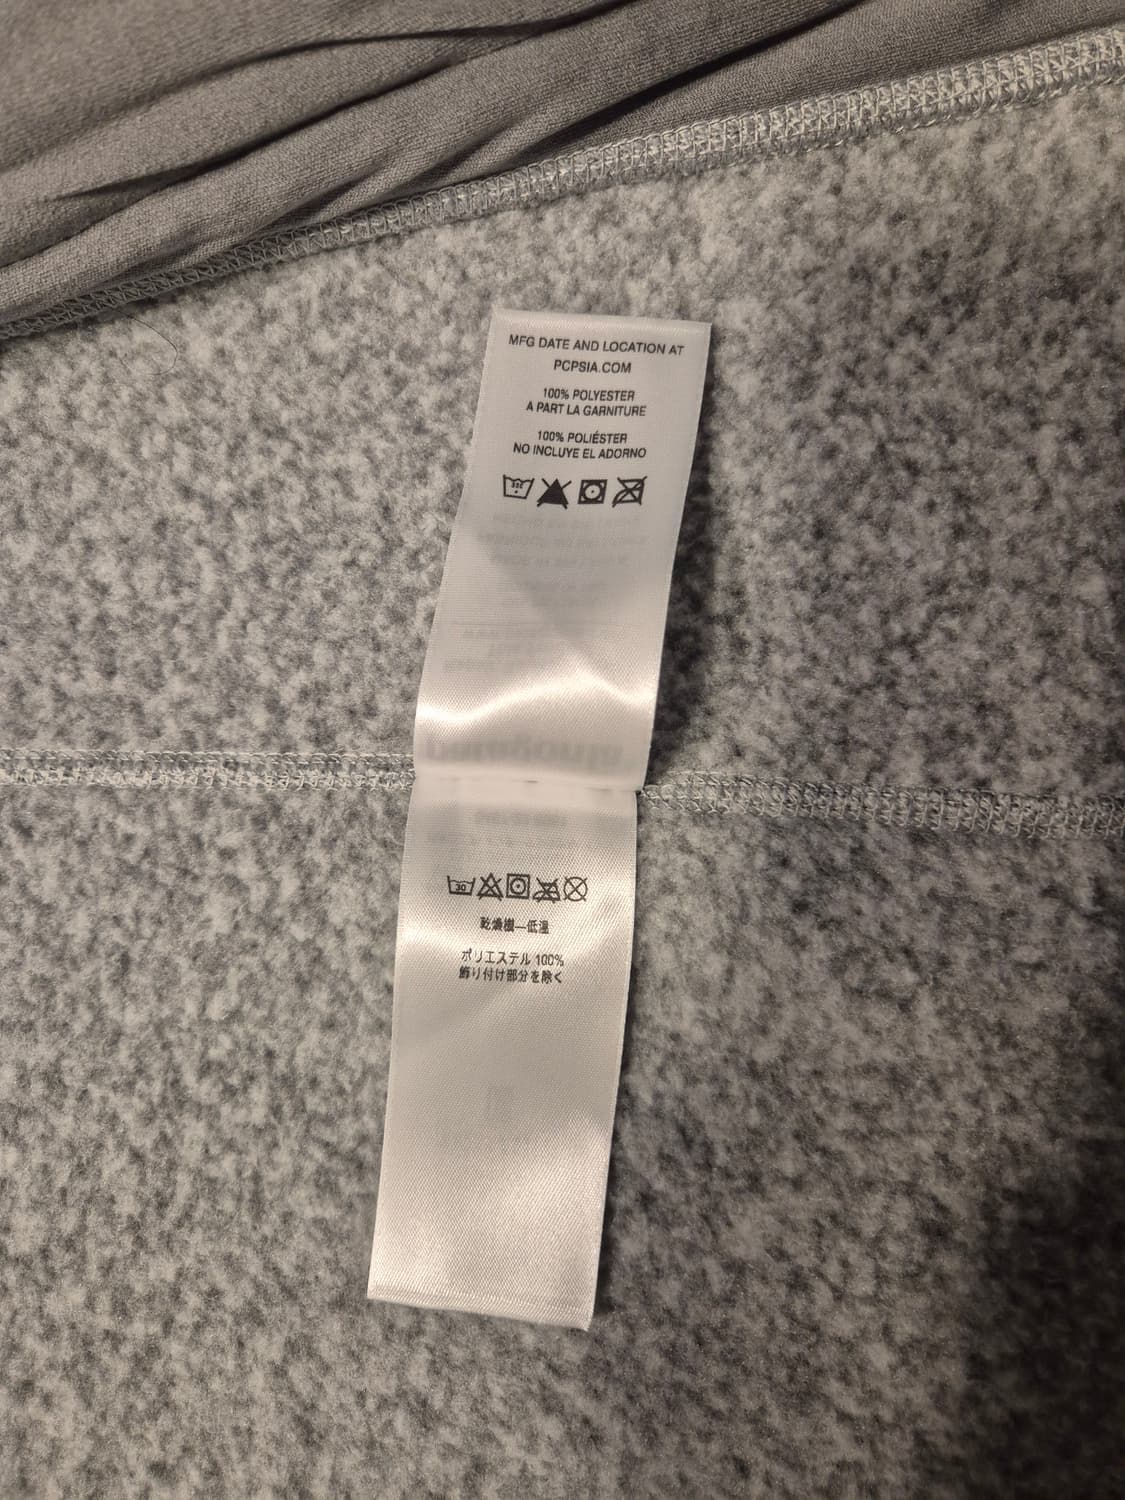 MFG DATE AND LOCATION AT
PCPSIA.COM
100% POLYESTER
À PART LA GARNITURE
100% POLIÉSTER
NO INCLUYE EL ADORNO
30
乾燥機—低温
ポリエステル 100%
飾り付け部分を除く